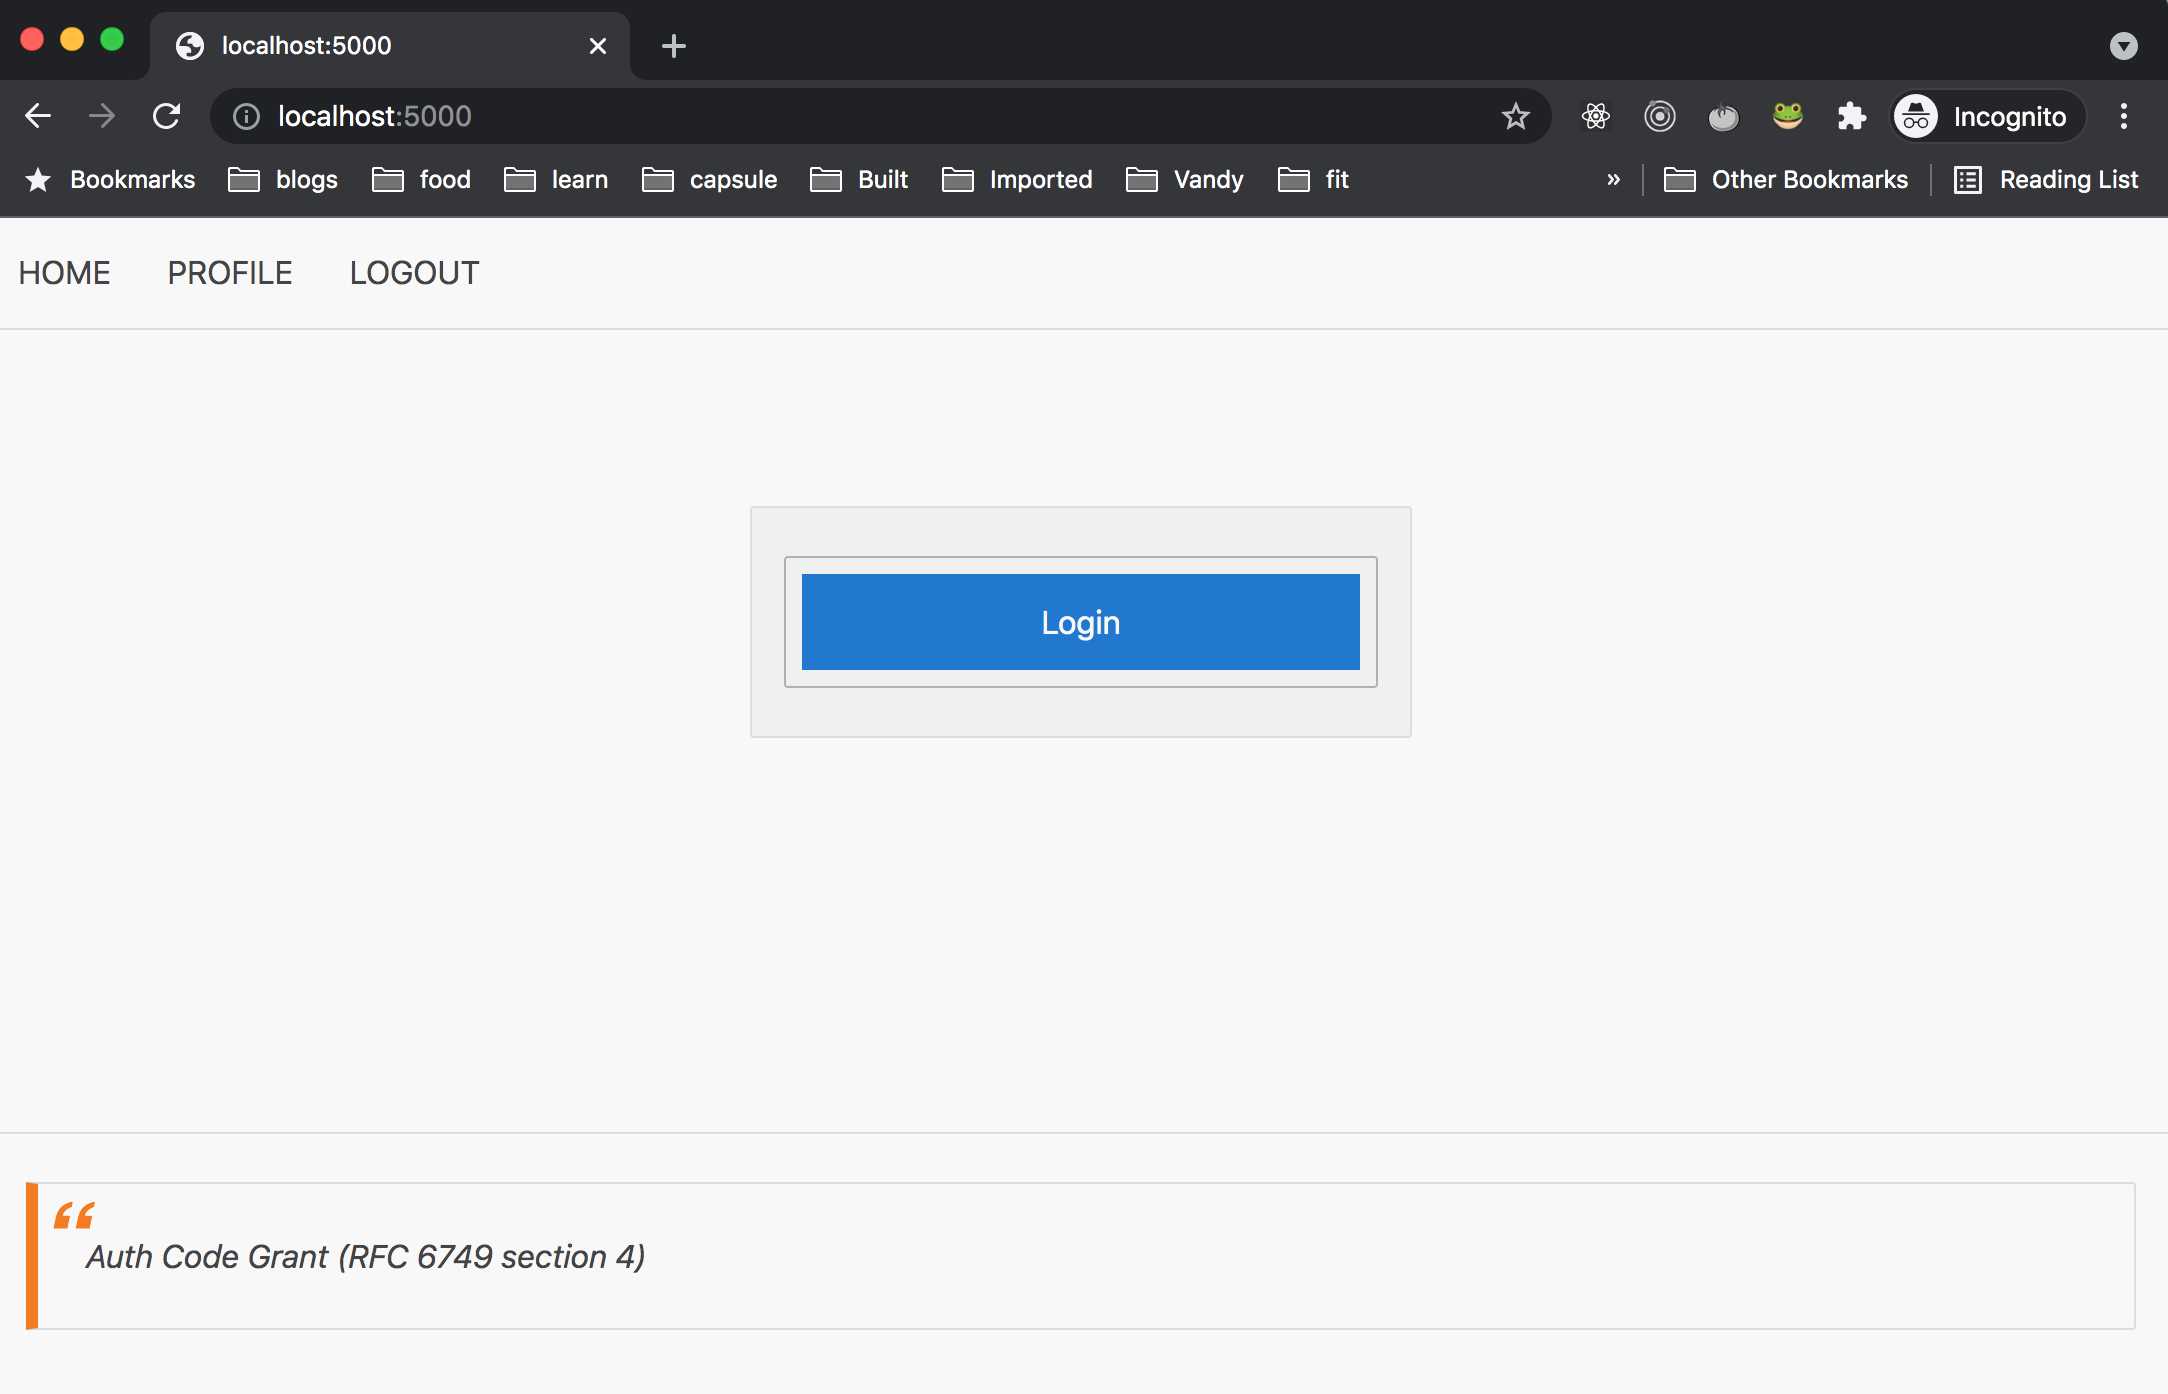 localhost:5000
localhost:5000 Incognito
Bookmarks blogs food learn capsule Built Imported Vandy fit » Other Bookmarks Reading List
HOME PROFILE LOGOUT
Login
“
Auth Code Grant (RFC 6749 section 4)